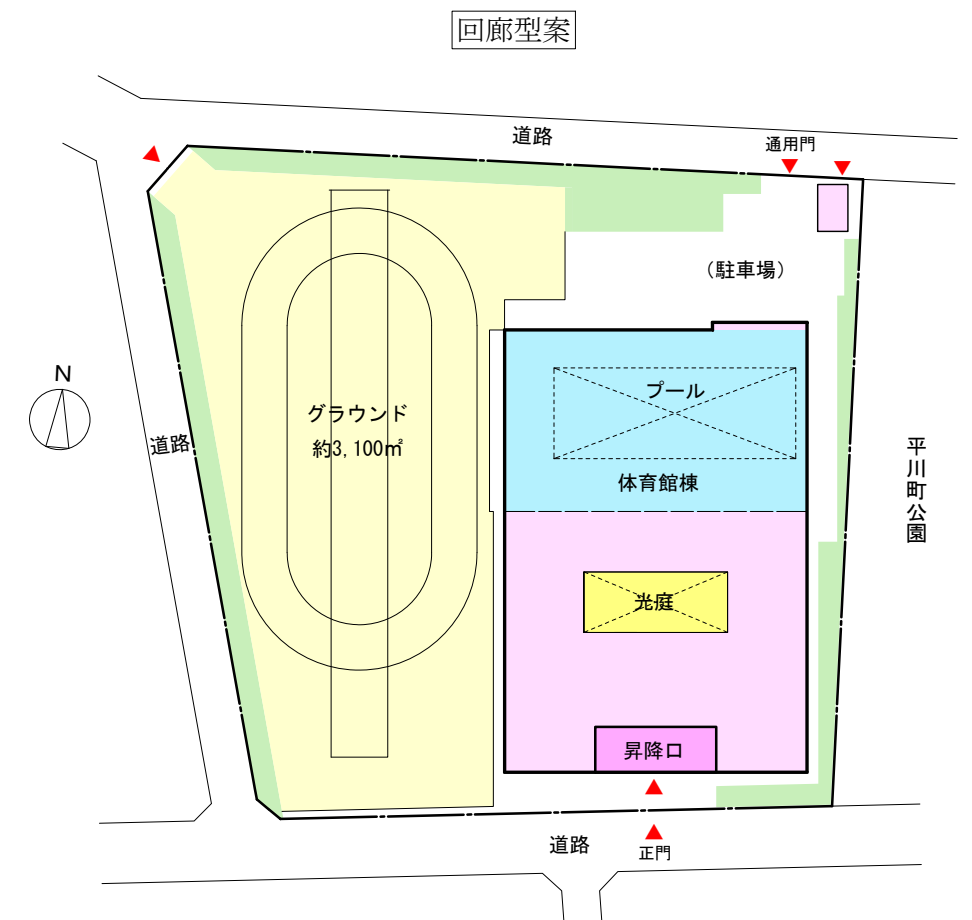 回廊型案
道路
通用門
（駐車場）
N
プール
グラウンド
約3,100㎡
道路
体育館棟
平川町公園
光庭
昇降口
道路
正門